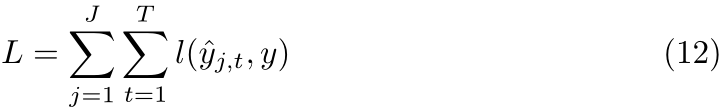 $L = \sum_{j=1}^{J} \sum_{t=1}^{T} l(\hat{y}_{j,t}, y)$ (12)